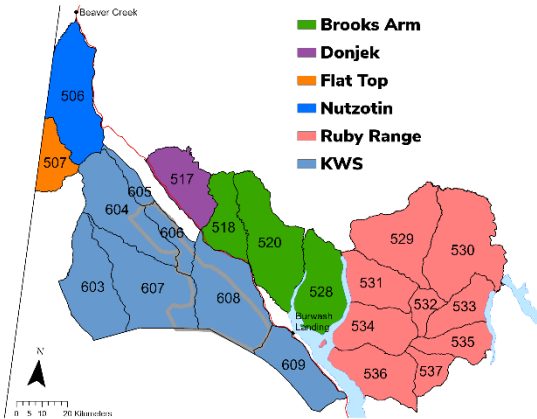 Beaver Creek
Brooks Arm
Donjek
Flat Top
Nutzotin
Ruby Range
KWS
506
507
517
605
604
606
518
520
529
530
603
607
608
528
531
532
533
534
535
Burwash
Landing
609
536
537
N
0 5 10 20 Kilometers